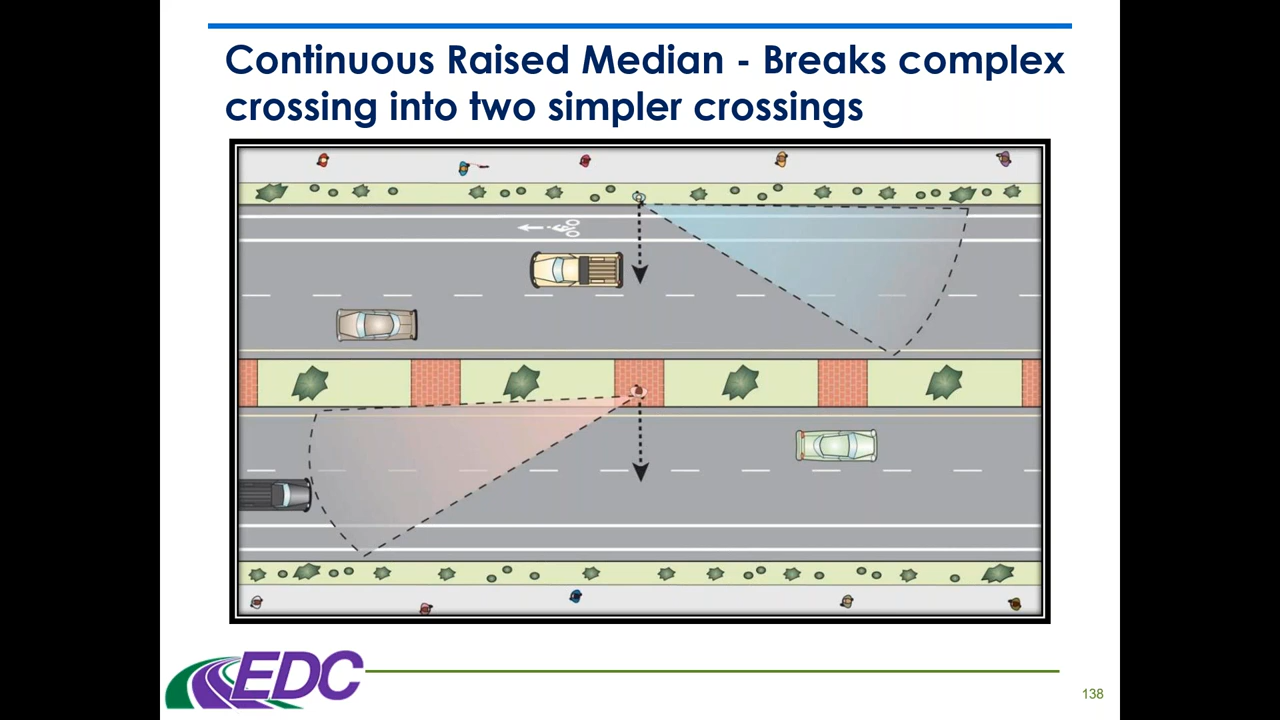 Continuous Raised Median - Breaks complex
crossing into two simpler crossings
EDC
138